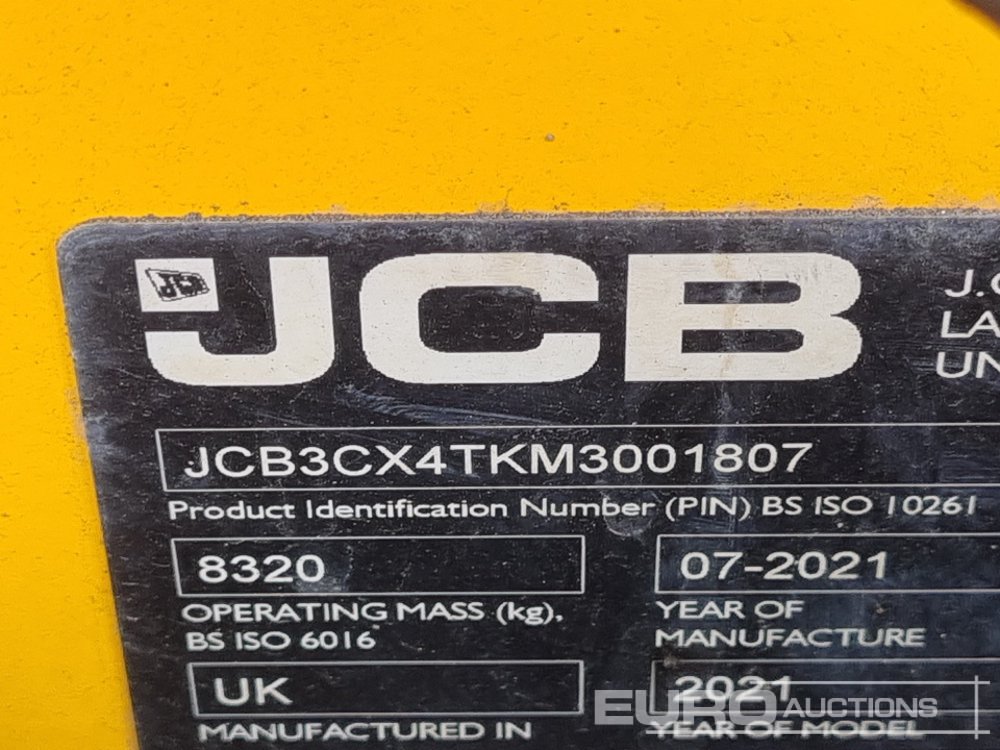 JCB
JCB
J.C
LA
UN
JCB3CX4TKM3001807
Product Identification Number (PIN) BS ISO 10261
8320
07-2021
OPERATING MASS (kg),
BS ISO 6016
YEAR OF
MANUFACTURE
UK
2021
MANUFACTURED IN
YEAR OF MODEL
EURO AUCTIONS